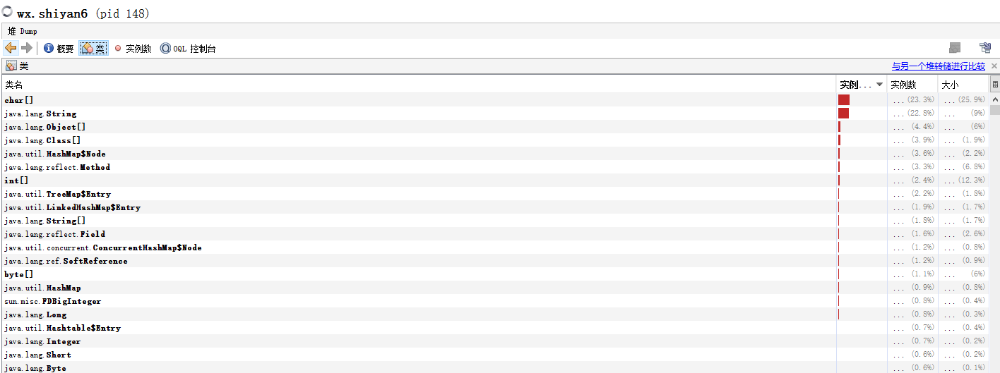 wx.shiyan6 (pid 148)
堆 Dump
概要 类 实例数 OQL 控制台
类 与另一个堆转储进行比较
类名 实例... 实例数 大小
char[] ... (23.3%) ... (25.9%)
java.lang.String ... (22.8%) ... (9%)
java.lang.Object[] ... (4.4%) ... (6%)
java.lang.Class[] ... (3.9%) ... (1.9%)
java.util.HashMap$Node ... (3.6%) ... (2.2%)
java.lang.reflect.Method ... (3.3%) ... (6.8%)
int[] ... (2.4%) ... (12.3%)
java.util.TreeMap$Entry ... (2.2%) ... (1.8%)
java.util.LinkedHashMap$Entry ... (1.9%) ... (1.7%)
java.lang.String[] ... (1.8%) ... (1.7%)
java.lang.reflect.Field ... (1.6%) ... (2.6%)
java.util.concurrent.ConcurrentHashMap$Node ... (1.2%) ... (0.8%)
java.lang.ref.SoftReference ... (1.2%) ... (0.9%)
byte[] ... (1.1%) ... (6%)
java.util.HashMap ... (0.9%) ... (0.8%)
sun.misc.FDBigInteger ... (0.8%) ... (0.4%)
java.lang.Long ... (0.8%) ... (0.3%)
java.util.Hashtable$Entry ... (0.7%) ... (0.4%)
java.lang.Integer ... (0.7%) ... (0.2%)
java.lang.Short ... (0.6%) ... (0.2%)
java.lang.Byte ... (0.6%) ... (0.1%)